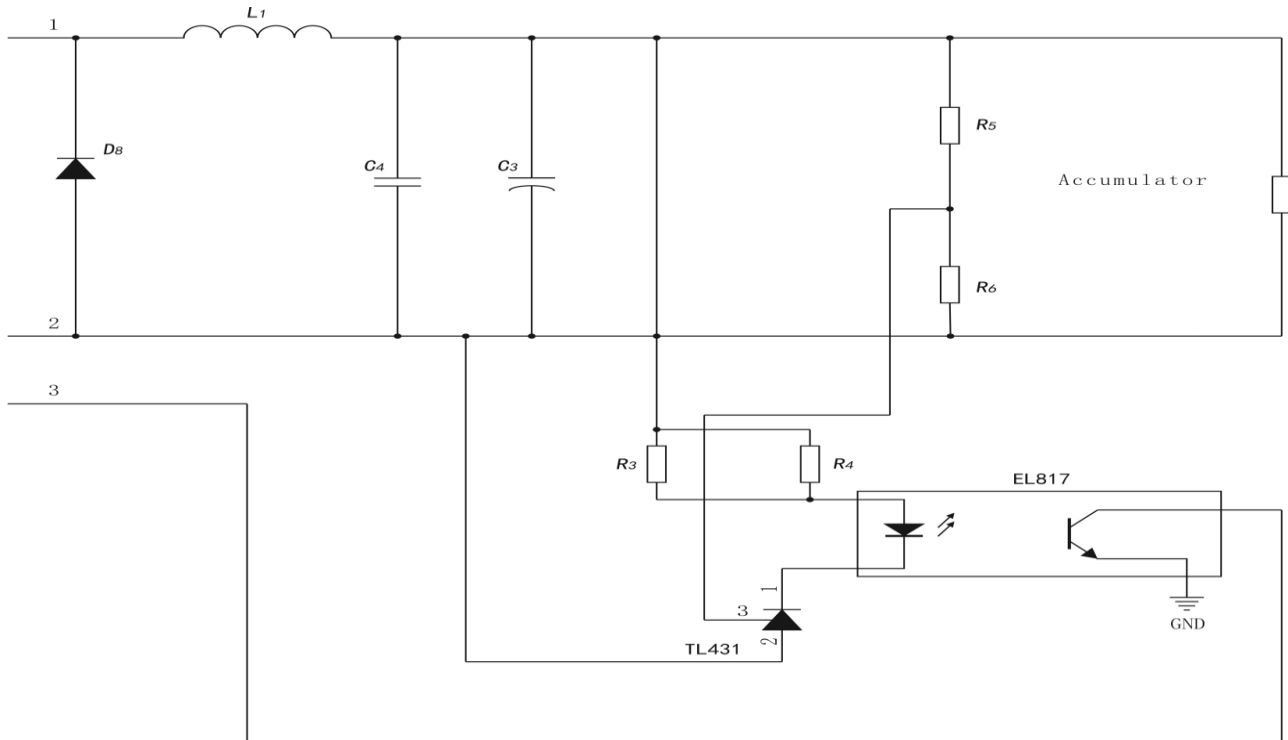 L1
1
D8
C4
C3
R5
Accumulator
R6
2
3
R3
R4
EL817
1
3
2
TL431
GND